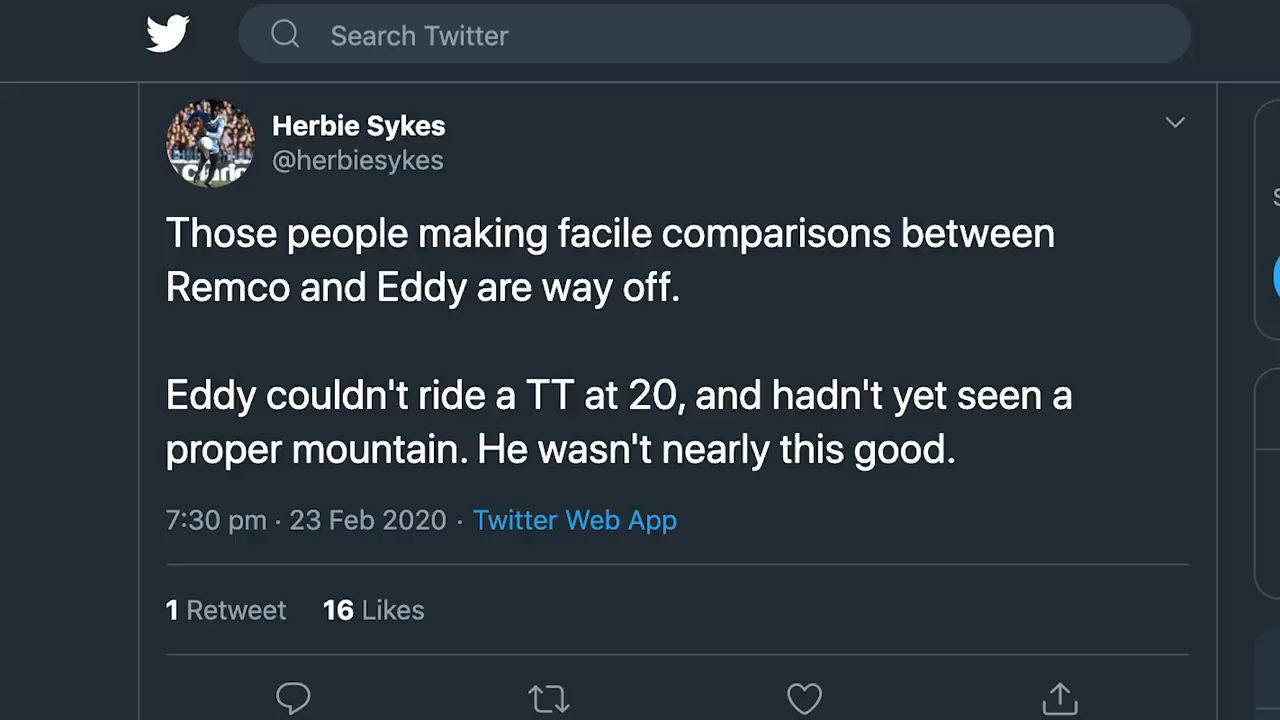 Search Twitter
Herbie Sykes
@herbiesykes
Those people making facile comparisons between
Remco and Eddy are way off.
Eddy couldn't ride a TT at 20, and hadn't yet seen a
proper mountain. He wasn't nearly this good.
7:30 pm · 23 Feb 2020 · Twitter Web App
1 Retweet 16 Likes